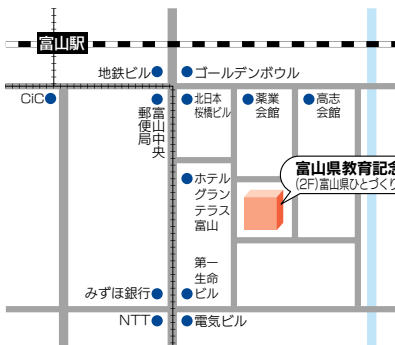 富山駅
地鉄ビル
ゴールデンボウル
CiC
富山中央
郵便局
北日本
桜橋ビル
薬業
会館
高志
会館
ホテル
グラン
テラス
富山
富山県教育記念
(2F)富山県ひとづくり
第一
生命
ビル
みずほ銀行
NTT
電気ビル